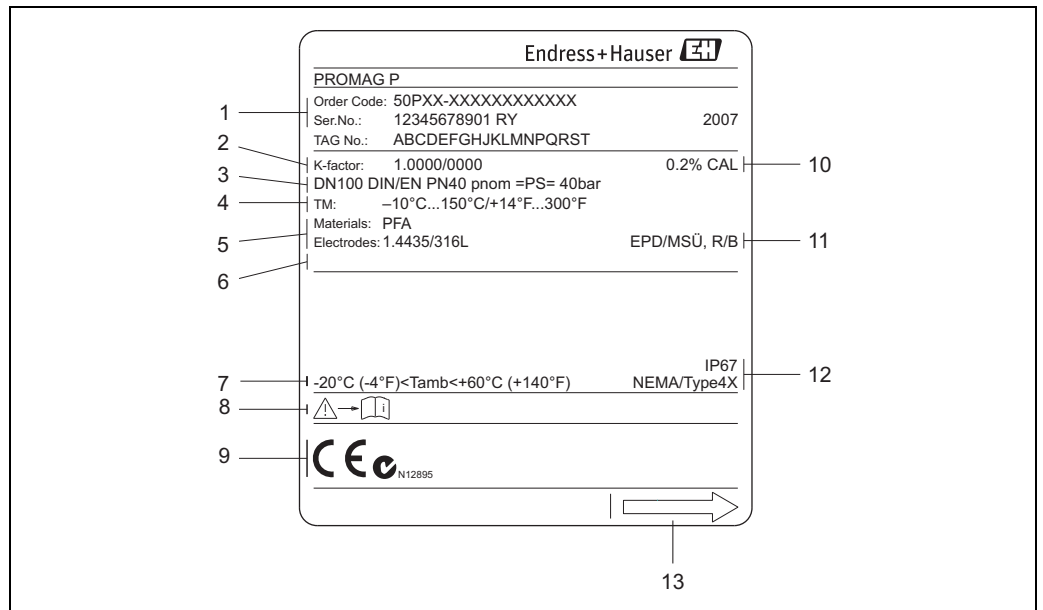 Endress+Hauser EH
PROMAG P
1
Order Code: 50PXX-XXXXXXXXXXXX
Ser.No.: 12345678901 RY 2007
TAG No.: ABCDEFGHJKLMNPQRST
2
K-factor: 1.0000/0000 0.2% CAL
10
3
DN100 DIN/EN PN40 pnom =PS= 40bar
4
TM: –10°C...150°C/+14°F...300°F
5
Materials: PFA
Electrodes: 1.4435/316L EPD/MSÜ, R/B
11
6
IP67
7
-20°C (-4°F)<Tamb<+60°C (+140°F) NEMA/Type4X
12
8
i
9
CE N12895
13